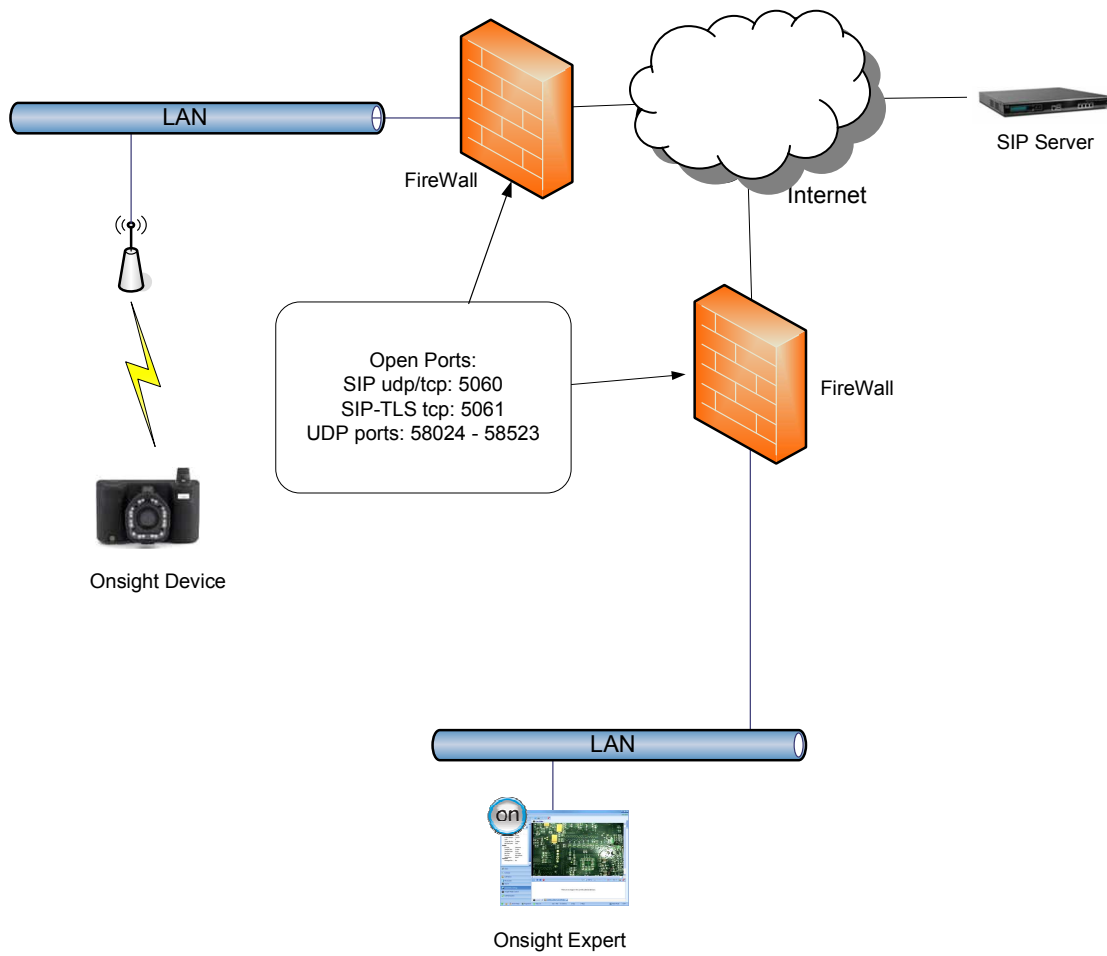 LAN
FireWall
Internet
SIP Server
Open Ports:
SIP udp/tcp: 5060
SIP-TLS tcp: 5061
UDP ports: 58024 - 58523
FireWall
Onsight Device
LAN
on
Onsight Expert